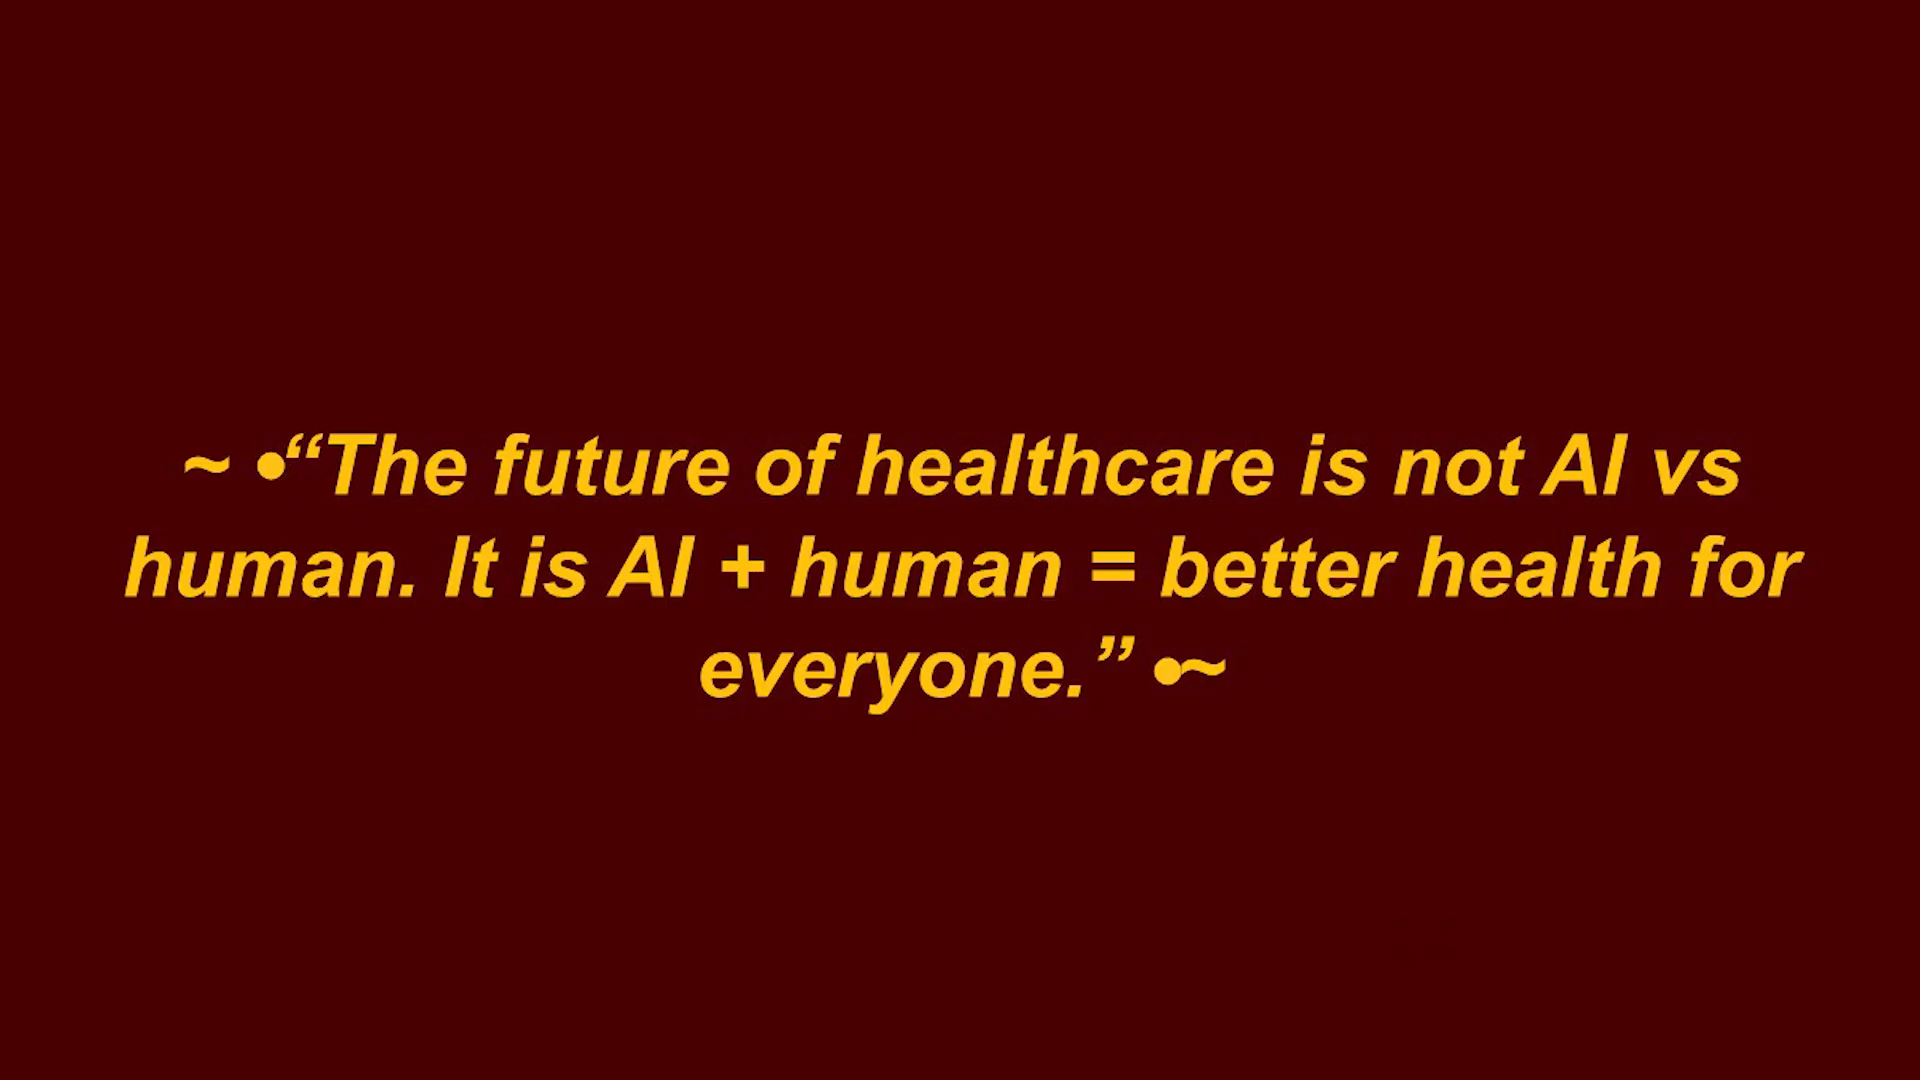 ~ •“The future of healthcare is not AI vs
human. It is AI + human = better health for
everyone.” •~